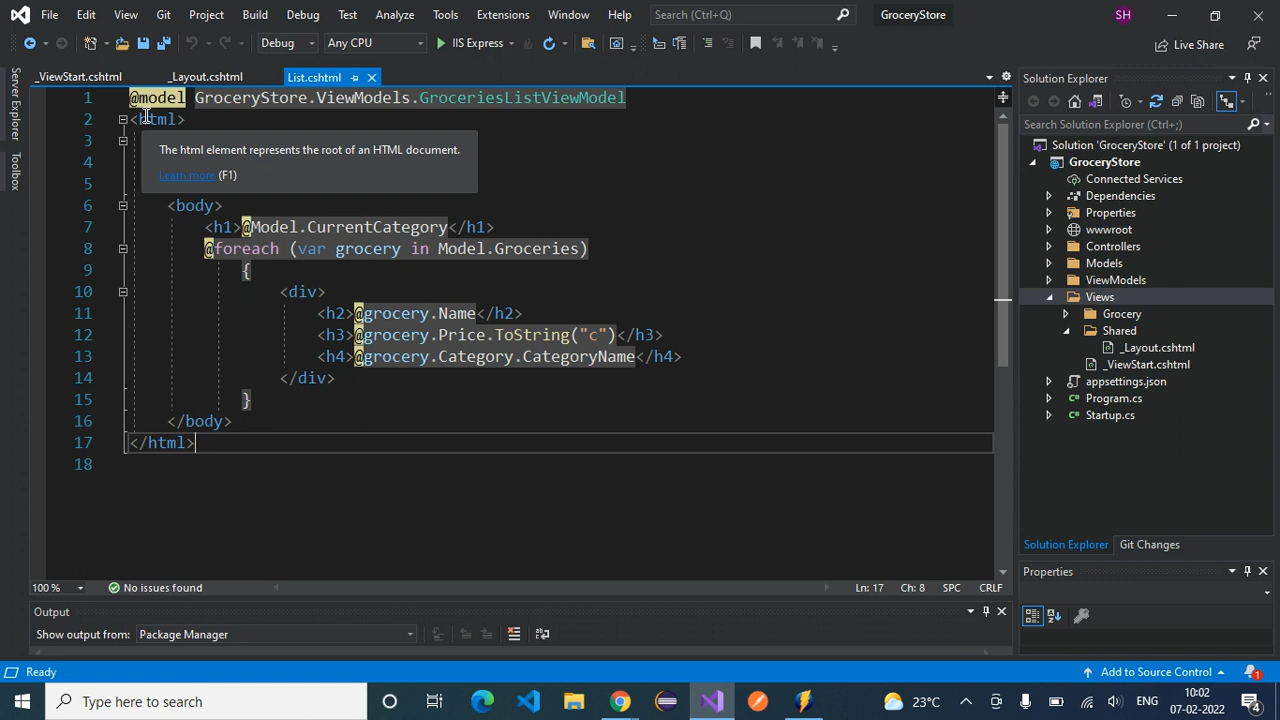 File Edit View Git Project Build Debug Test Analyze Tools Extensions Window Help Search (Ctrl+Q) GroceryStore SH
Debug Any CPU IIS Express Live Share
_ViewStart.cshtml _Layout.cshtml List.cshtml
Server Explorer
Toolbox
1 @model GroceryStore.ViewModels.GroceriesListViewModel
2 <html>
3
The html element represents the root of an HTML document.
4
Learn more (F1)
5
6 <body>
7 <h1>@Model.CurrentCategory</h1>
8 @foreach (var grocery in Model.Groceries)
9 {
10 <div>
11 <h2>@grocery.Name</h2>
12 <h3>@grocery.Price.ToString("c")</h3>
13 <h4>@grocery.Category.CategoryName</h4>
14 </div>
15 }
16 </body>
17 </html>
18
100 % No issues found Ln: 17 Ch: 8 SPC CRLF
Output
Show output from: Package Manager
Solution Explorer
Search Solution Explorer (Ctrl+;)
Solution 'GroceryStore' (1 of 1 project)
GroceryStore
Connected Services
Dependencies
Properties
wwwroot
Controllers
Models
ViewModels
Views
Grocery
Shared
_Layout.cshtml
_ViewStart.cshtml
appsettings.json
Program.cs
Startup.cs
Solution Explorer Git Changes
Properties
Ready Add to Source Control 1
Type here to search 23°C ENG 10:02 07-02-2022 4